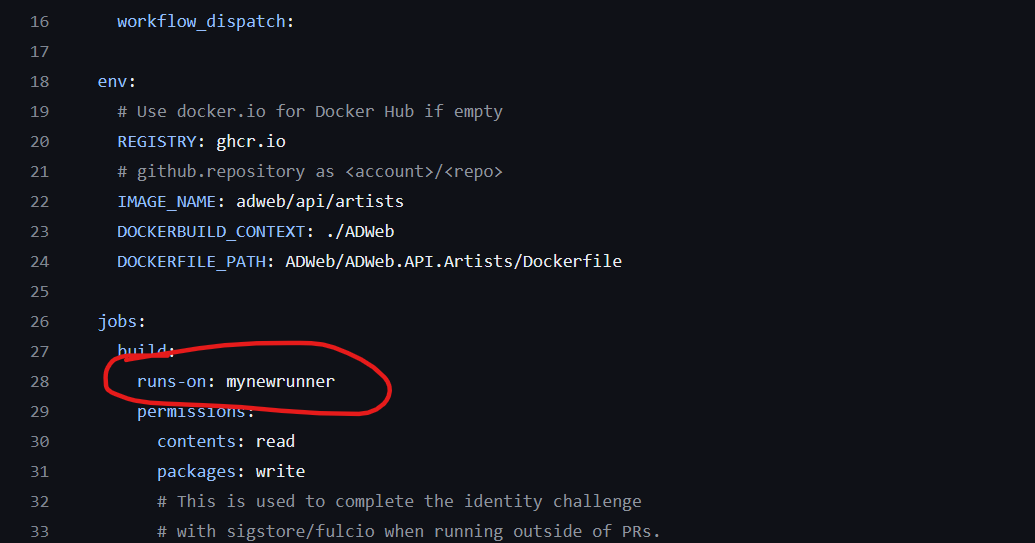 16 workflow_dispatch:
17
18 env:
19 # Use docker.io for Docker Hub if empty
20 REGISTRY: ghcr.io
21 # github.repository as <account>/<repo>
22 IMAGE_NAME: adweb/api/artists
23 DOCKERBUILD_CONTEXT: ./ADWeb
24 DOCKERFILE_PATH: ADWeb/ADWeb.API.Artists/Dockerfile
25
26 jobs:
27 build:
28 runs-on: mynewrunner
29 permissions:
30 contents: read
31 packages: write
32 # This is used to complete the identity challenge
33 # with sigstore/fulcio when running outside of PRs.